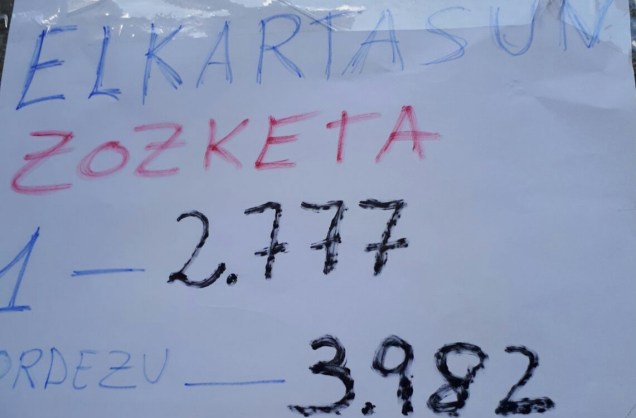 ELKARTASUN
ZOZKETA
1 — 2.777
ORDEZU — 3.982